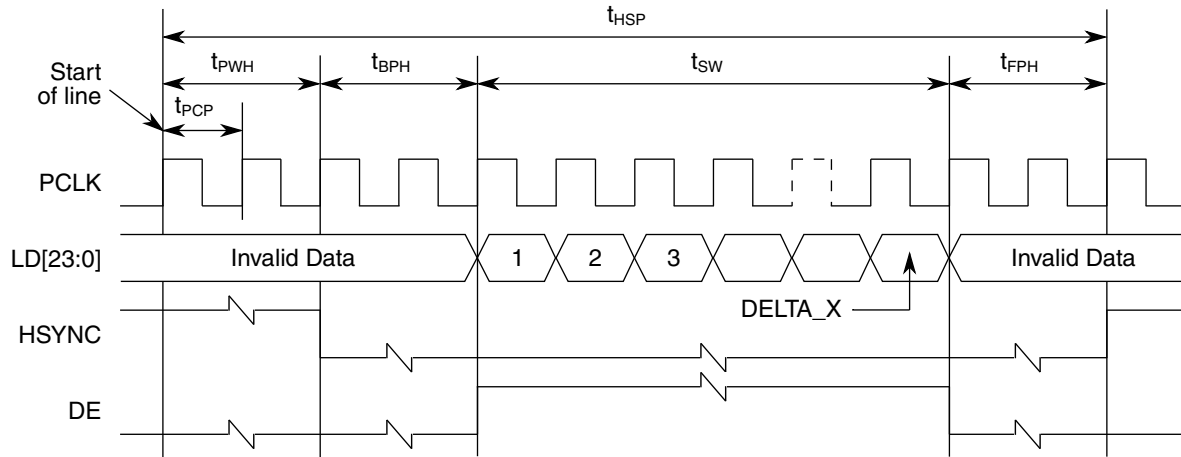 tHSP
tPWH tBPH tSW tFPH
Start
of line
tPCP
PCLK
LD[23:0] Invalid Data 1 2 3 Invalid Data
DELTA_X
HSYNC
DE